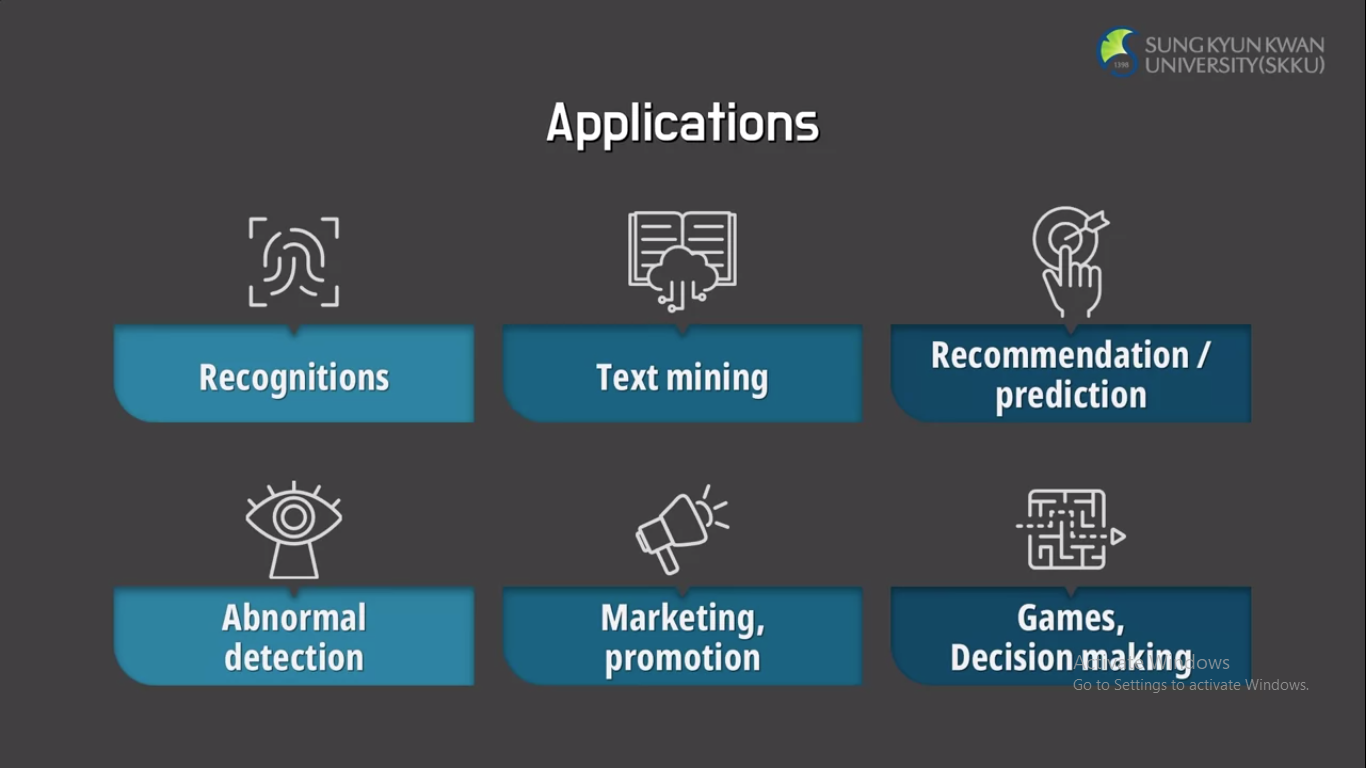 SUNG KYUN KWAN
UNIVERSITY(SKKU)
1398
Applications
Recognitions
Text mining
Recommendation /
prediction
Abnormal
detection
Marketing,
promotion
Games,
Decision making
Activate Windows
Go to Settings to activate Windows.